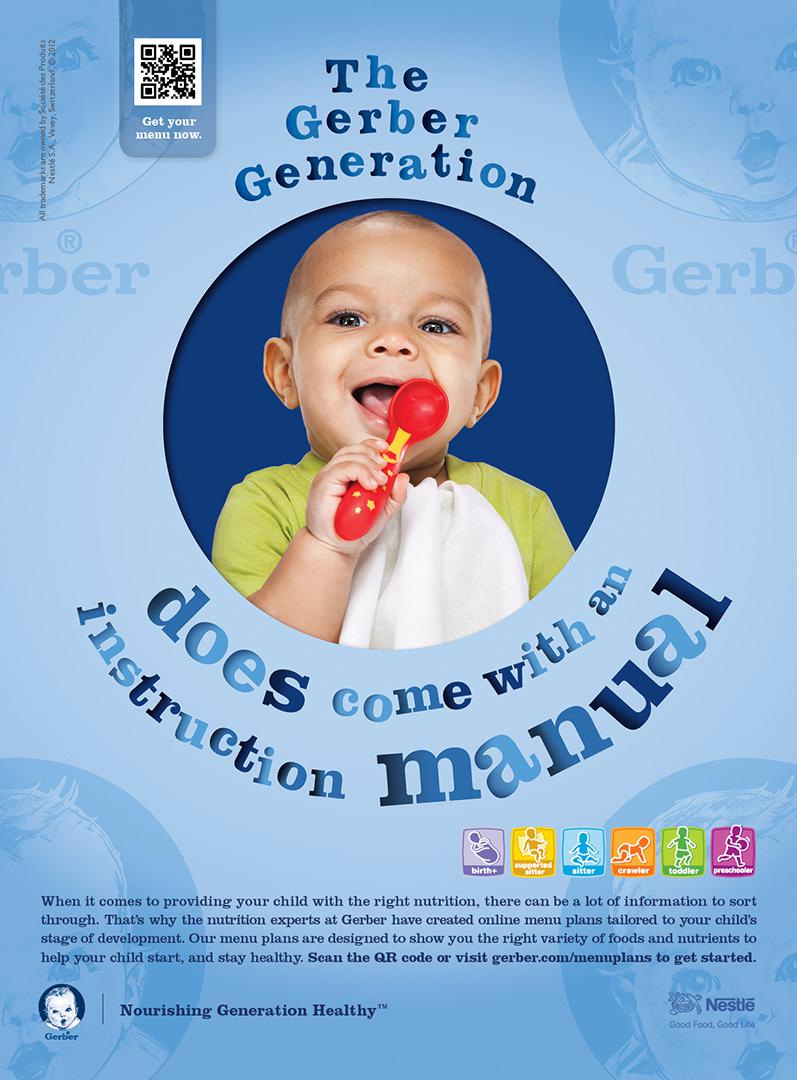 All trademarks are owned by Société des Produits
Nestlé S.A., Vevey, Switzerland. © 2012
Get your
menu now.
The
Gerber
Generation
rber®
Gerb
does come with an
instruction manual
birth+
supported
sitter
sitter
crawler
toddler
preschooler
When it comes to providing your child with the right nutrition, there can be a lot of information to sort
through. That's why the nutrition experts at Gerber have created online menu plans tailored to your child's
stage of development. Our menu plans are designed to show you the right variety of foods and nutrients to
help your child start, and stay healthy. Scan the QR code or visit gerber.com/menuplans to get started.
Gerber
Nourishing Generation Healthy™
Nestlé
Good Food, Good Life